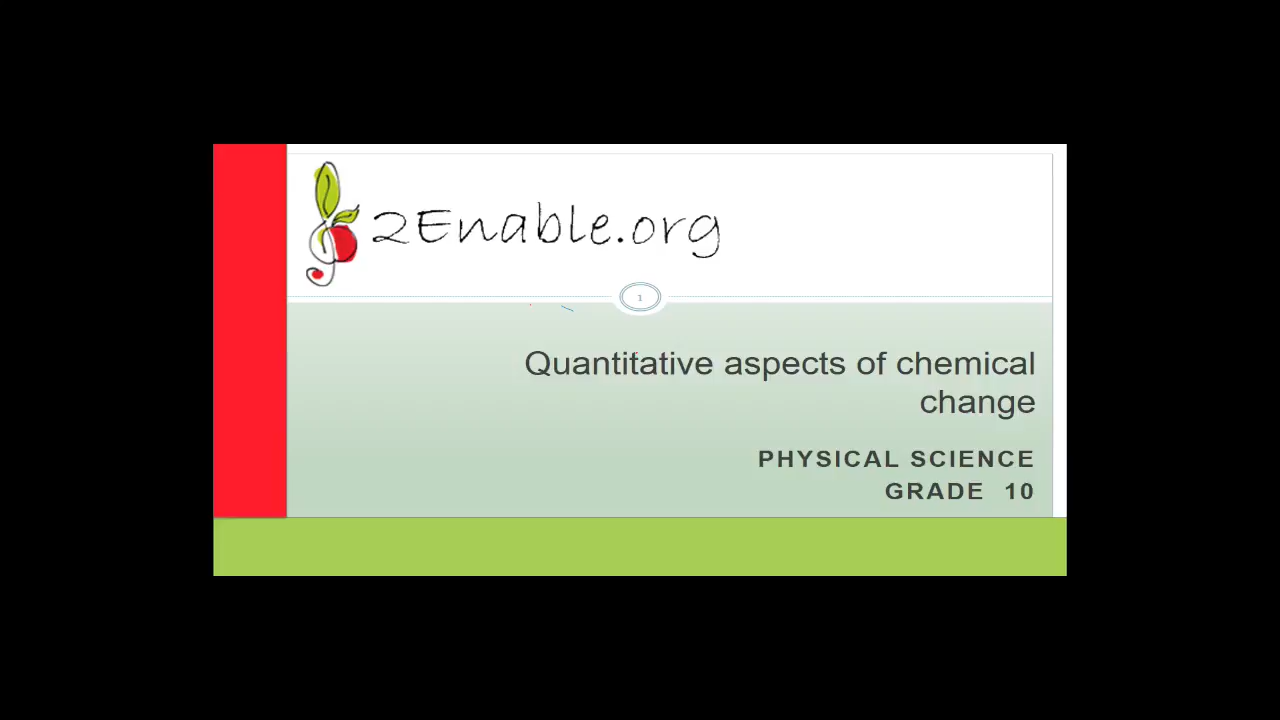 2Enable.org
1
Quantitative aspects of chemical
change
PHYSICAL SCIENCE
GRADE 10